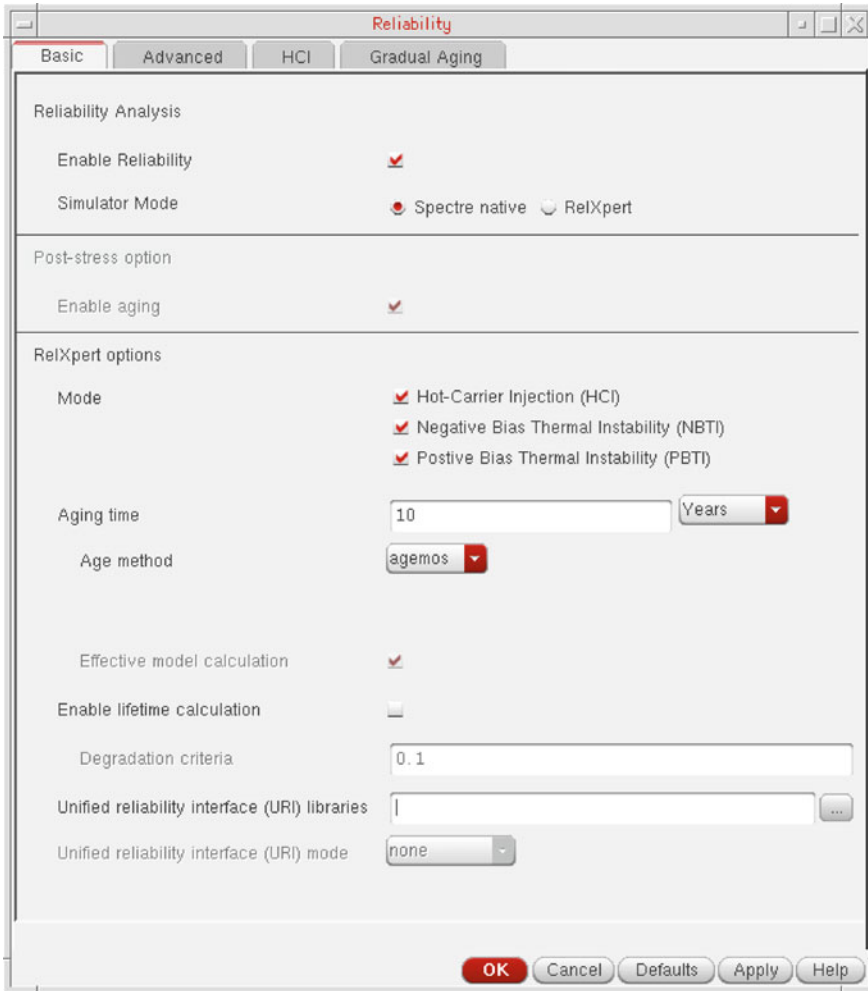 Reliability
Basic Advanced HCI Gradual Aging
Reliability Analysis
Enable Reliability
Simulator Mode Spectre native RelXpert
Post-stress option
Enable aging
RelXpert options
Mode Hot-Carrier Injection (HCI)
Negative Bias Thermal Instability (NBTI)
Postive Bias Thermal Instability (PBTI)
Aging time 10 Years
Age method agemos
Effective model calculation
Enable lifetime calculation
Degradation criteria 0.1
Unified reliability interface (URI) libraries ...
Unified reliability interface (URI) mode none
OK Cancel Defaults Apply Help